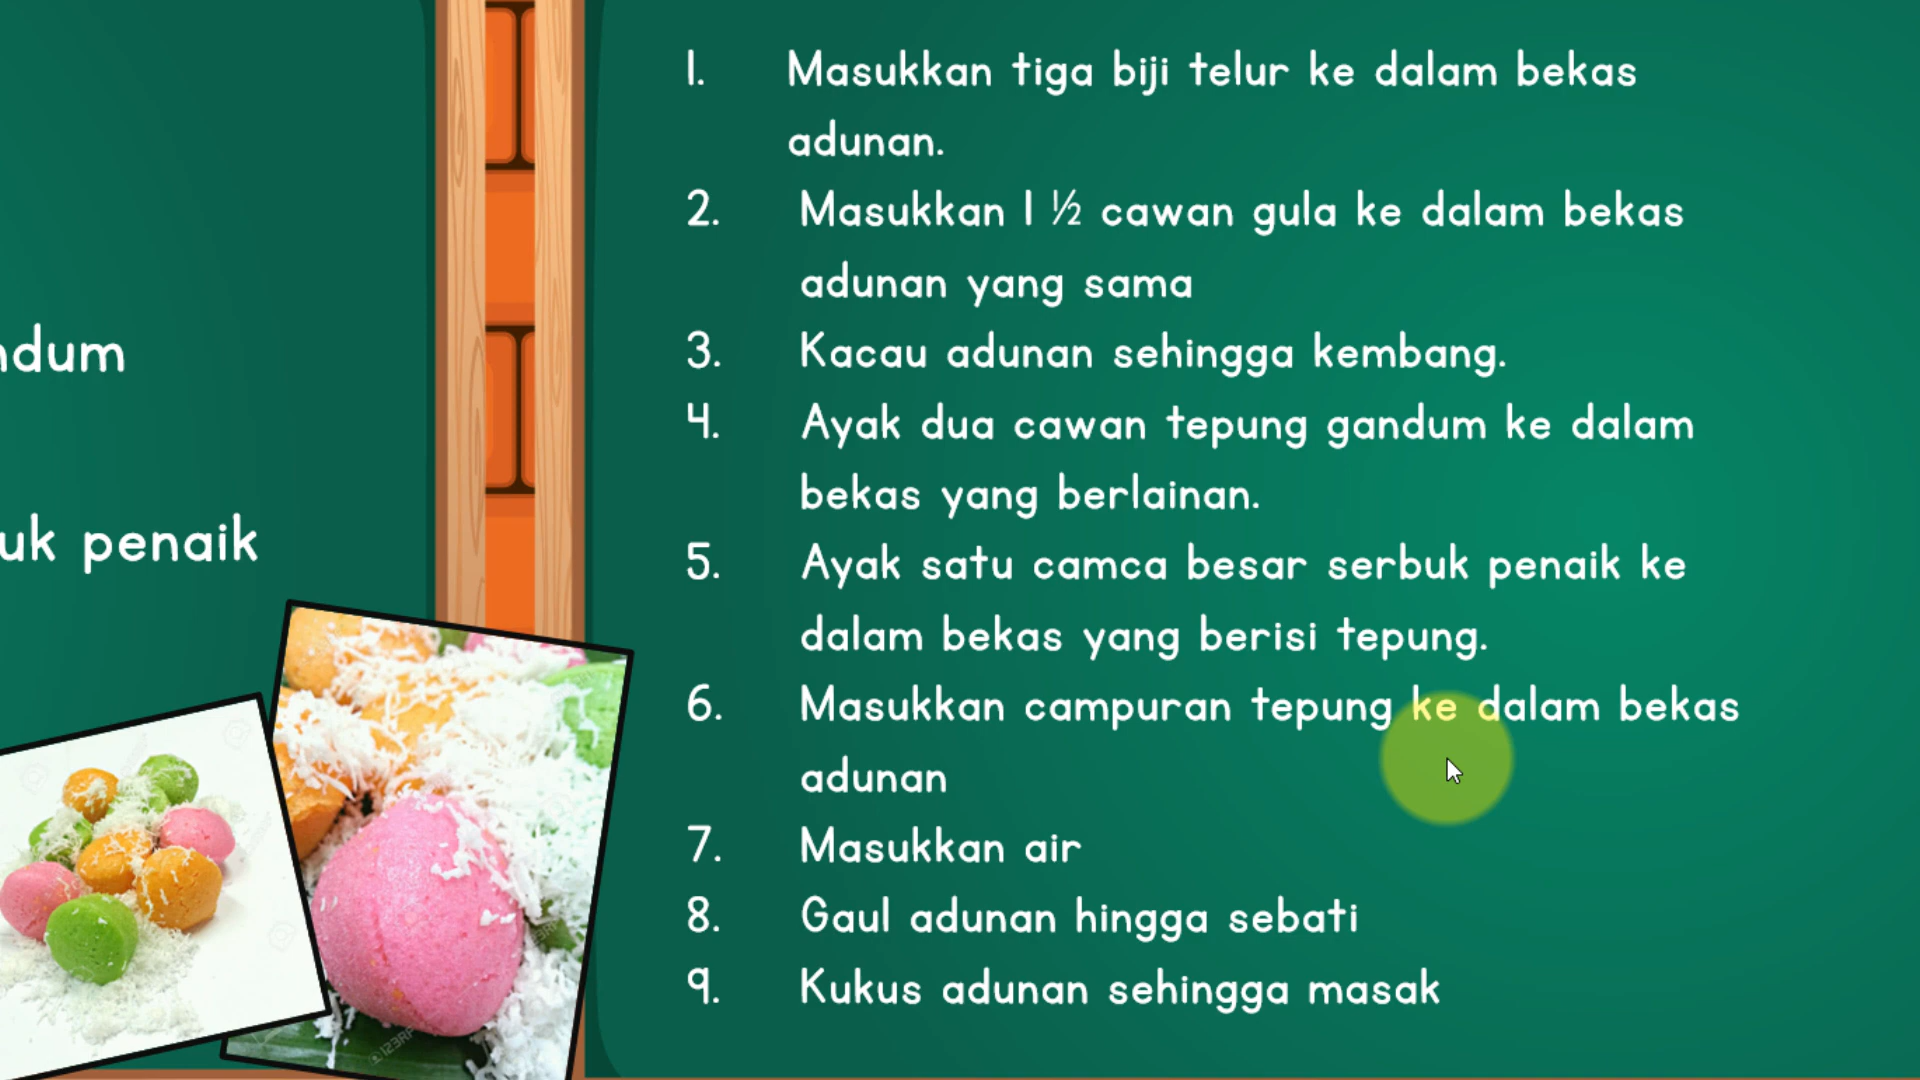 ndum
uk penaik
1. Masukkan tiga biji telur ke dalam bekas
adunan.
2. Masukkan 1 ½ cawan gula ke dalam bekas
adunan yang sama
3. Kacau adunan sehingga kembang.
4. Ayak dua cawan tepung gandum ke dalam
bekas yang berlainan.
5. Ayak satu camca besar serbuk penaik ke
dalam bekas yang berisi tepung.
6. Masukkan campuran tepung ke dalam bekas
adunan
7. Masukkan air
8. Gaul adunan hingga sebati
9. Kukus adunan sehingga masak